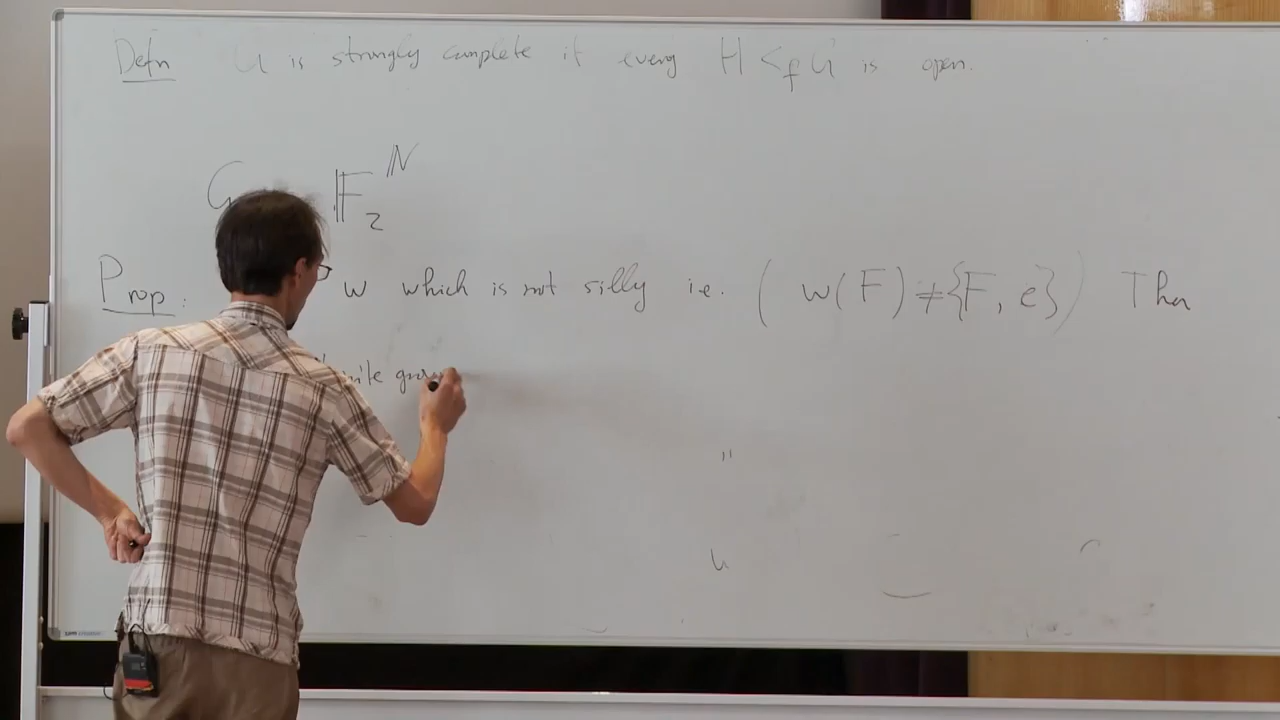 Defn G is strongly complete if every H <_f G is open.
G F_2^N
Prop: w which is not silly i.e. ( w(F) ≠ {F, e} ) Then